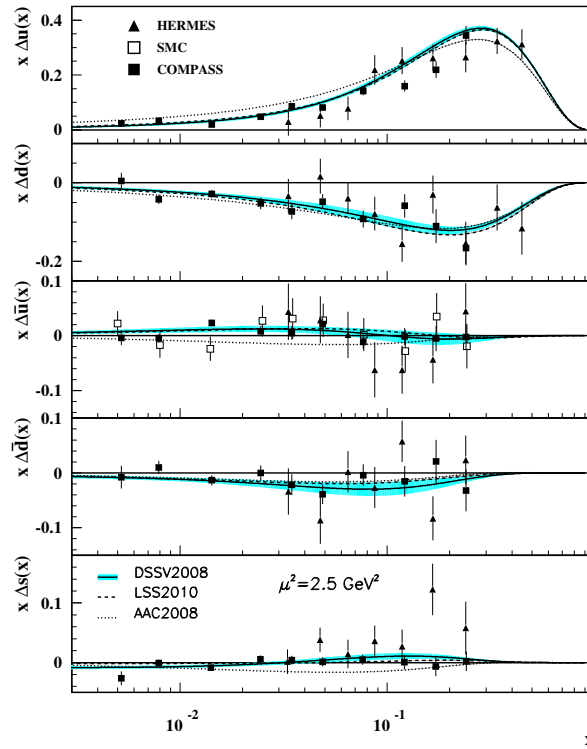 x Δu(x)
0.4
0.2
0
▲ HERMES
□ SMC
■ COMPASS
x Δd(x)
0
-0.2
x Δū(x)
0.1
0
-0.1
x Δd̄(x)
0.1
0
-0.1
x Δs(x)
0.1
0
DSSV2008
LSS2010
AAC2008
μ²=2.5 GeV²
10⁻² 10⁻¹
x